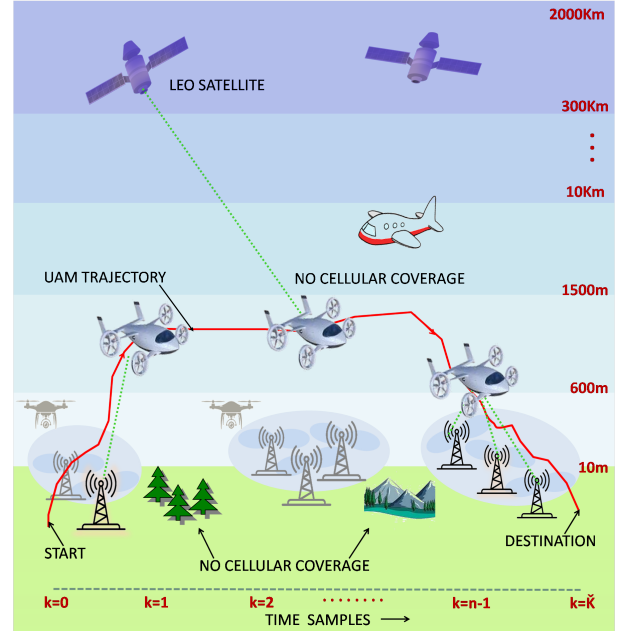 2000Km
LEO SATELLITE
300Km
10Km
UAM TRAJECTORY
NO CELLULAR COVERAGE
1500m
600m
10m
START
DESTINATION
NO CELLULAR COVERAGE
k=0 k=1 k=2 ........ k=n-1 k=Ǩ
TIME SAMPLES